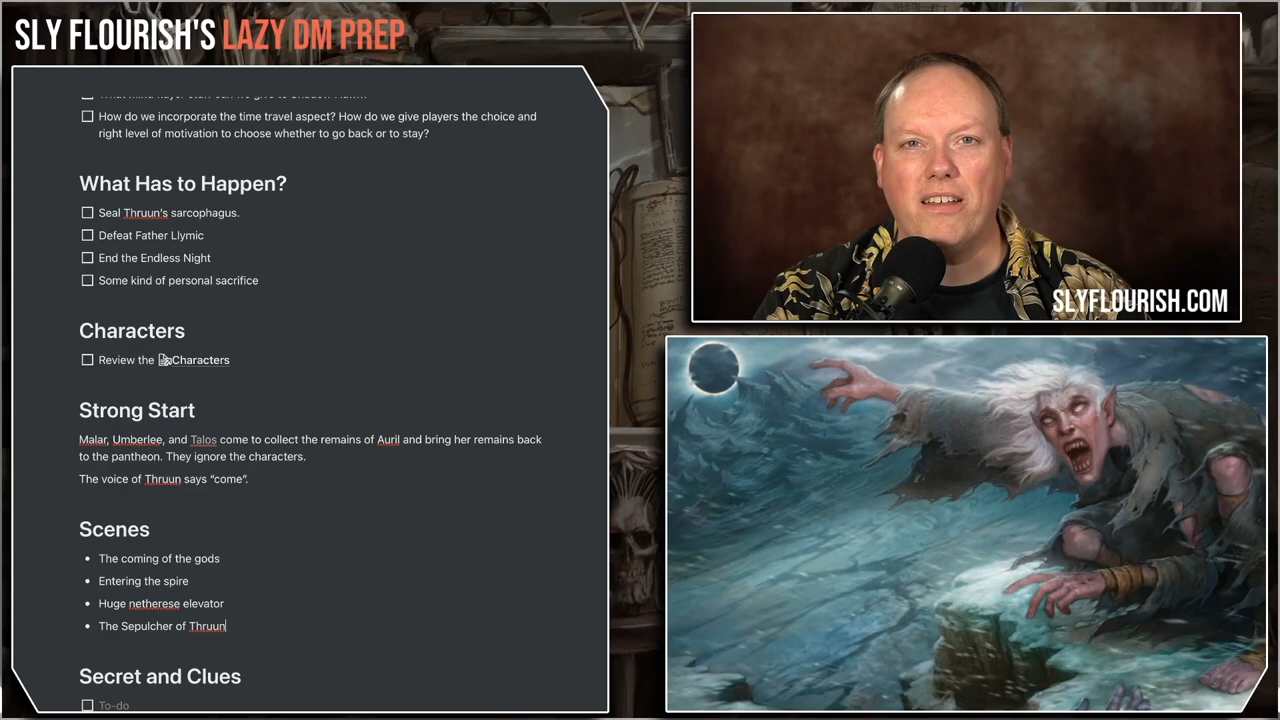 SLY FLOURISH'S LAZY DM PREP
How do we incorporate the time travel aspect? How do we give players the choice and
right level of motivation to choose whether to go back or to stay?
What Has to Happen?
Seal Thruun's sarcophagus.
Defeat Father Llymic
End the Endless Night
Some kind of personal sacrifice
Characters
Review the Characters
Strong Start
Malar, Umberlee, and Talos come to collect the remains of Auril and bring her remains back
to the pantheon. They ignore the characters.
The voice of Thruun says “come”.
Scenes
The coming of the gods
Entering the spire
Huge netherese elevator
The Sepulcher of Thruun
Secret and Clues
To-do
SLYFLOURISH.COM